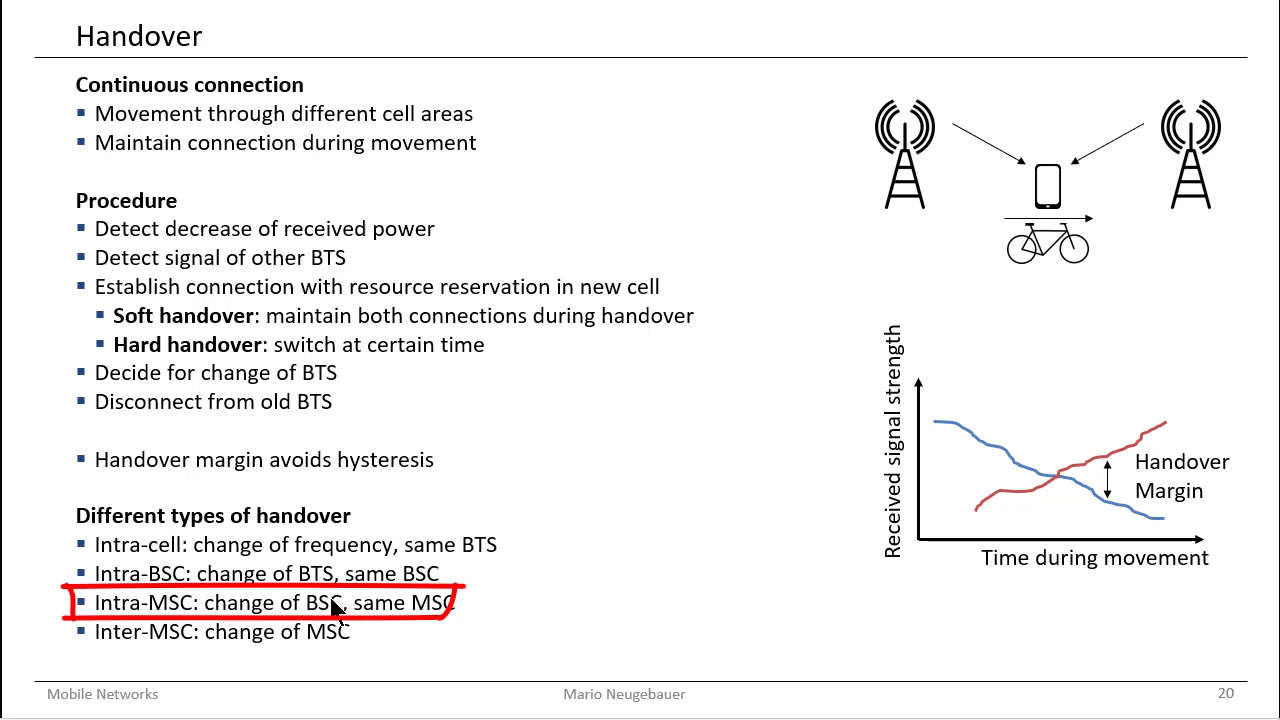 Handover
Continuous connection
Movement through different cell areas
Maintain connection during movement
Procedure
Detect decrease of received power
Detect signal of other BTS
Establish connection with resource reservation in new cell
Soft handover: maintain both connections during handover
Hard handover: switch at certain time
Decide for change of BTS
Disconnect from old BTS
Handover margin avoids hysteresis
Different types of handover
Intra-cell: change of frequency, same BTS
Intra-BSC: change of BTS, same BSC
Intra-MSC: change of BSC, same MSC
Inter-MSC: change of MSC
Received signal strength
Handover
Margin
Time during movement
Mobile Networks
Mario Neugebauer
20